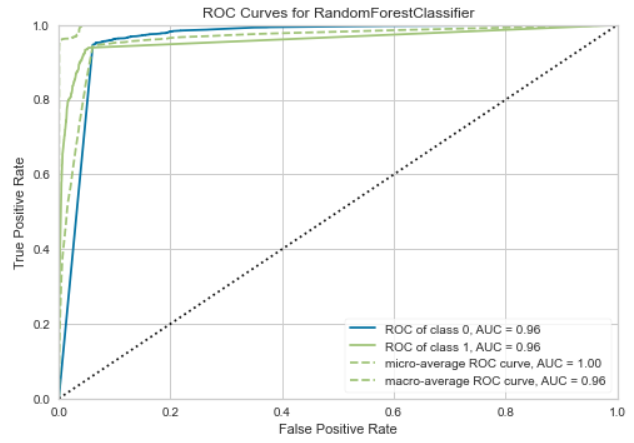 ROC Curves for RandomForestClassifier
True Positive Rate
1.0
0.8
0.6
0.4
0.2
0.0
ROC of class 0, AUC = 0.96
ROC of class 1, AUC = 0.96
micro-average ROC curve, AUC = 1.00
macro-average ROC curve, AUC = 0.96
0.0 0.2 0.4 0.6 0.8 1.0
False Positive Rate